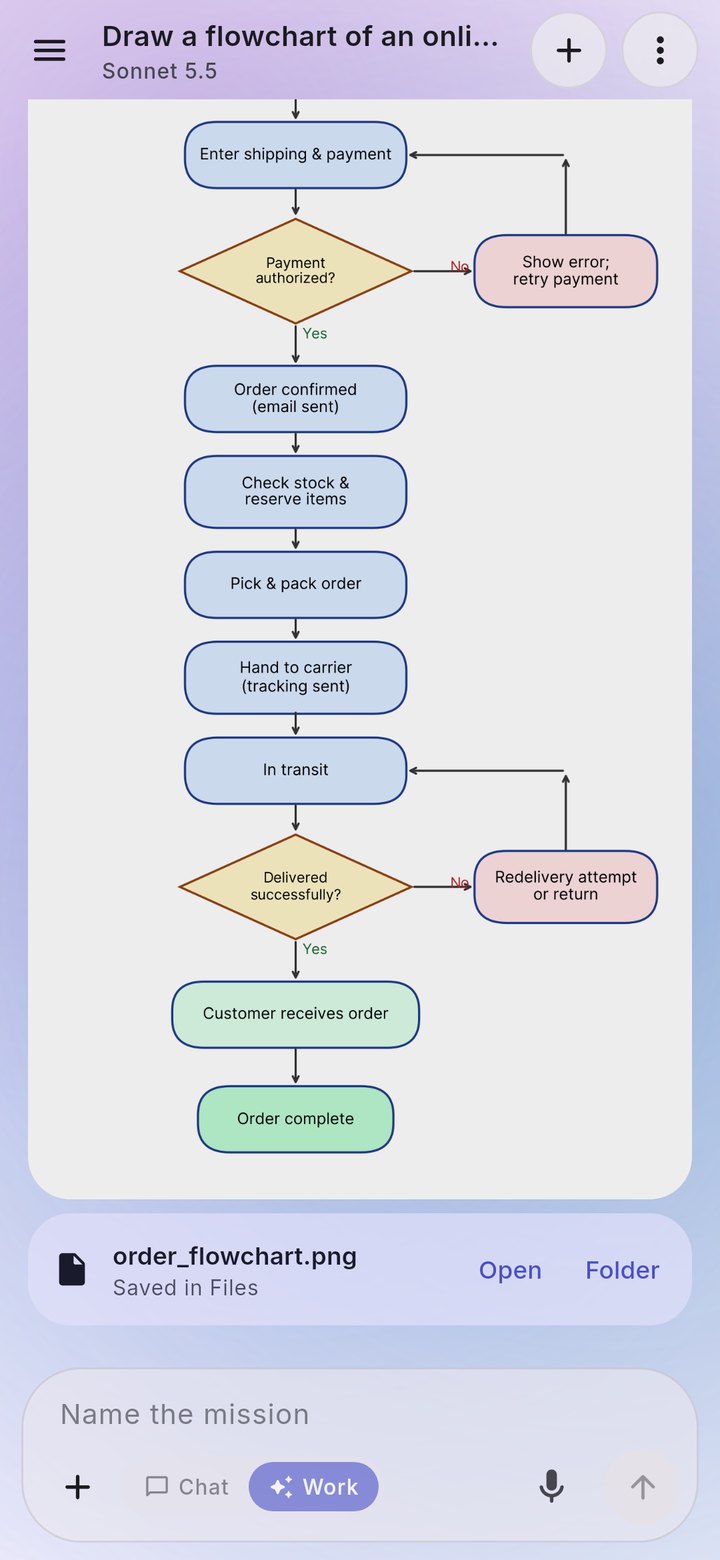 Draw a flowchart of an onli...
Sonnet 5.5
Enter shipping & payment
Payment
authorized?
No
Show error;
retry payment
Yes
Order confirmed
(email sent)
Check stock &
reserve items
Pick & pack order
Hand to carrier
(tracking sent)
In transit
Delivered
successfully?
No
Redelivery attempt
or return
Yes
Customer receives order
Order complete
order_flowchart.png
Saved in Files
Open
Folder
Name the mission
Chat
Work